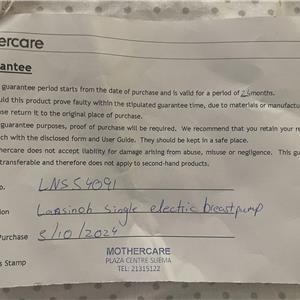 ercare
rantee
guarantee period starts from the date of purchase and is valid for a period of 24 months.
uld this product prove faulty within the stipulated guarantee time, due to materials or manufactu
se return it to the original place of purchase.
guarantee purposes, proof of purchase will be required. We recommend that you retain your re
ch with the disclosed form and User Guide. They should be kept in a safe place.
hercare does not accept liability for damage arising from abuse, misuse or negligence. This gu
transferable and therefore does not apply to second-hand products.
o. LNSS4091
ion Lansinoh single electric breastpump
Purchase 3/10/2024
MOTHERCARE
s Stamp PLAZA CENTRE SLIEMA
TEL: 21315122